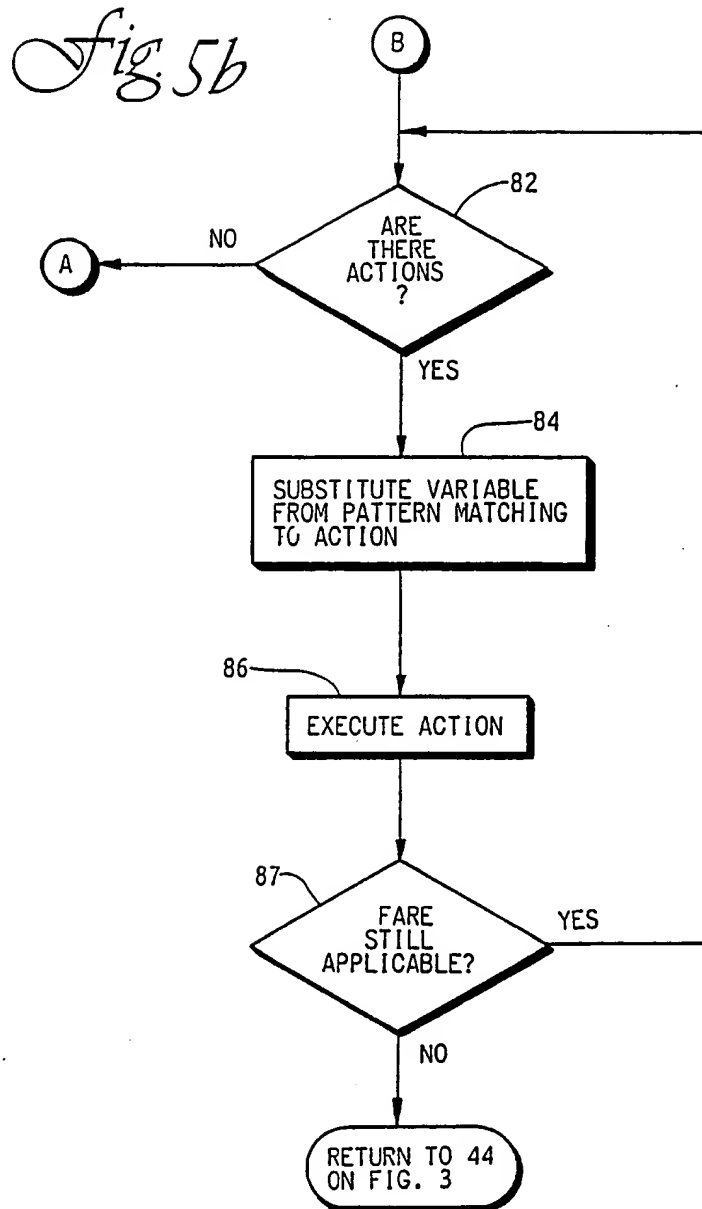 Fig. 5b
B
82
ARE
THERE
ACTIONS
?
NO
A
YES
84
SUBSTITUTE VARIABLE
FROM PATTERN MATCHING
TO ACTION
86
EXECUTE ACTION
87
FARE
STILL
APPLICABLE?
YES
NO
RETURN TO 44
ON FIG. 3